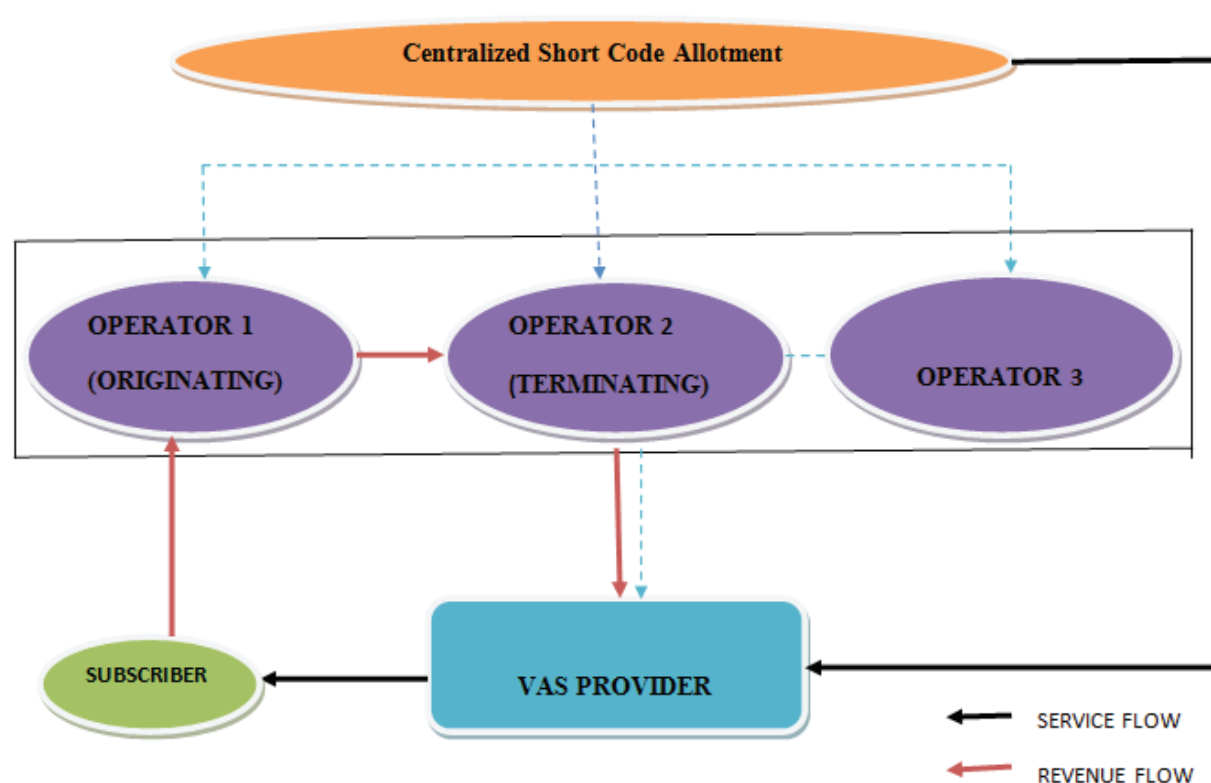 Centralized Short Code Allotment
OPERATOR 1
(ORIGINATING)
OPERATOR 2
(TERMINATING)
OPERATOR 3
SUBSCRIBER
VAS PROVIDER
SERVICE FLOW
REVENUE FLOW